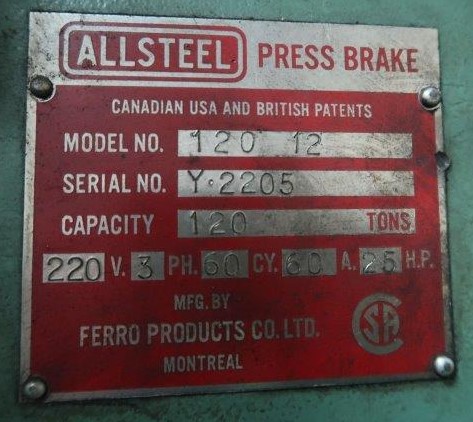 ALLSTEEL PRESS BRAKE
CANADIAN USA AND BRITISH PATENTS
MODEL NO. 120 12
SERIAL NO. Y·2205
CAPACITY 120 TONS
220 V. 3 PH. 60 CY. 60 A. 25 H.P.
MFG. BY
FERRO PRODUCTS CO. LTD.
MONTREAL
CSA